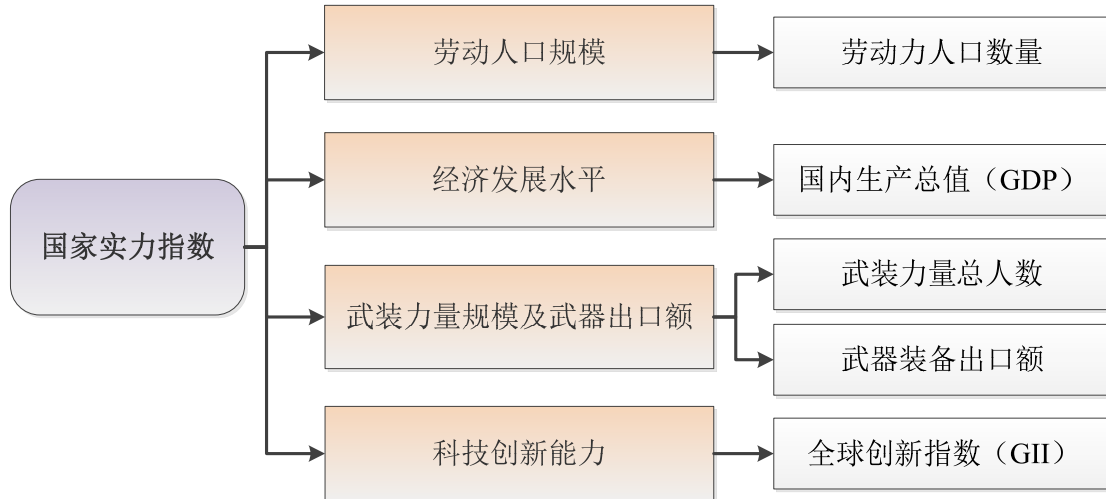 国家实力指数
劳动人口规模
劳动力人口数量
经济发展水平
国内生产总值（GDP）
武装力量规模及武器出口额
武装力量总人数
武器装备出口额
科技创新能力
全球创新指数（GII）